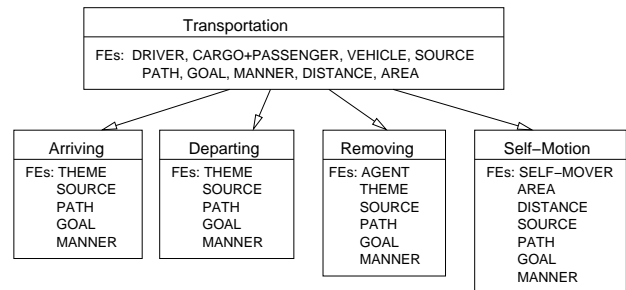 Transportation
FEs: DRIVER, CARGO+PASSENGER, VEHICLE, SOURCE
PATH, GOAL, MANNER, DISTANCE, AREA
Arriving
FEs: THEME
SOURCE
PATH
GOAL
MANNER
Departing
FEs: THEME
SOURCE
PATH
GOAL
MANNER
Removing
FEs: AGENT
THEME
SOURCE
PATH
GOAL
MANNER
Self−Motion
FEs: SELF−MOVER
AREA
DISTANCE
SOURCE
PATH
GOAL
MANNER